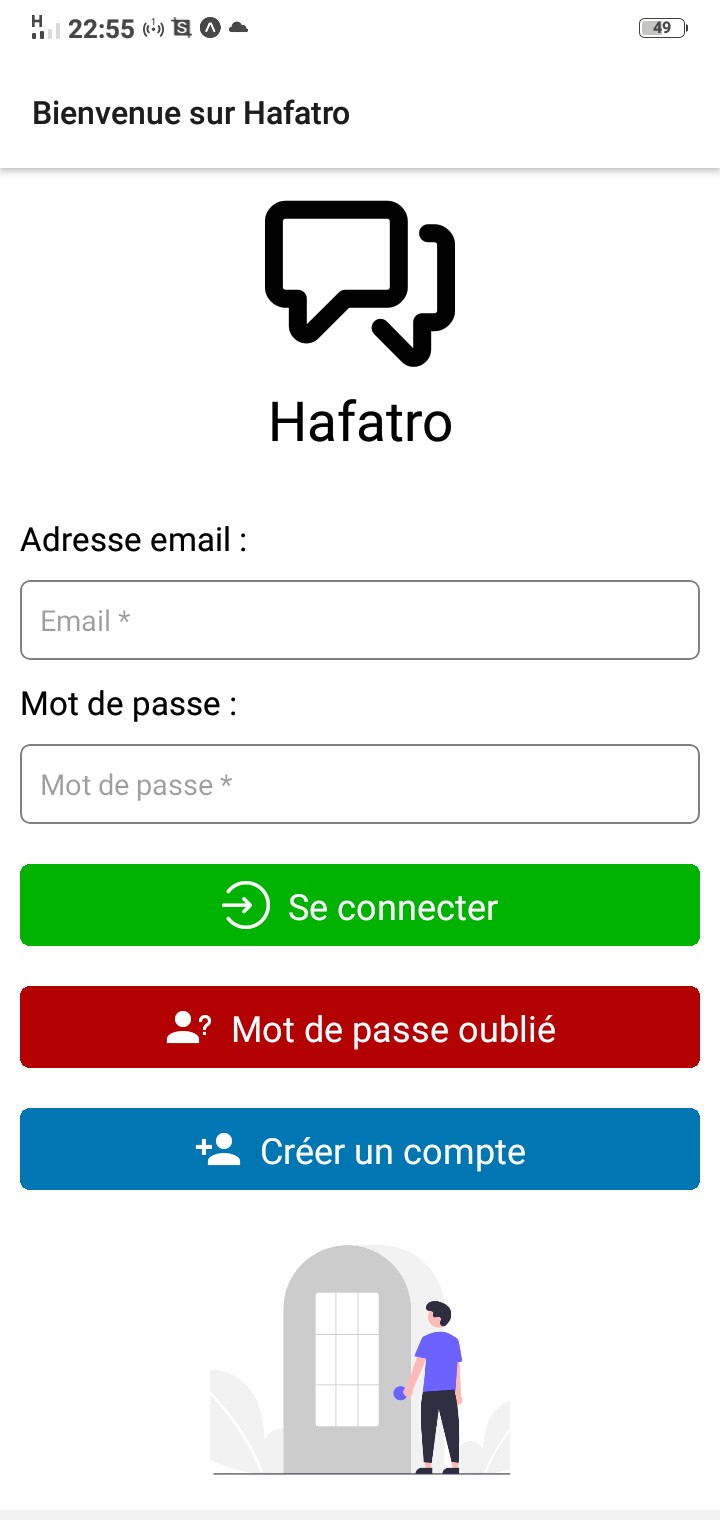 H 22:55 49
Bienvenue sur Hafatro
Hafatro
Adresse email :
Email *
Mot de passe :
Mot de passe *
Se connecter
Mot de passe oublié
Créer un compte